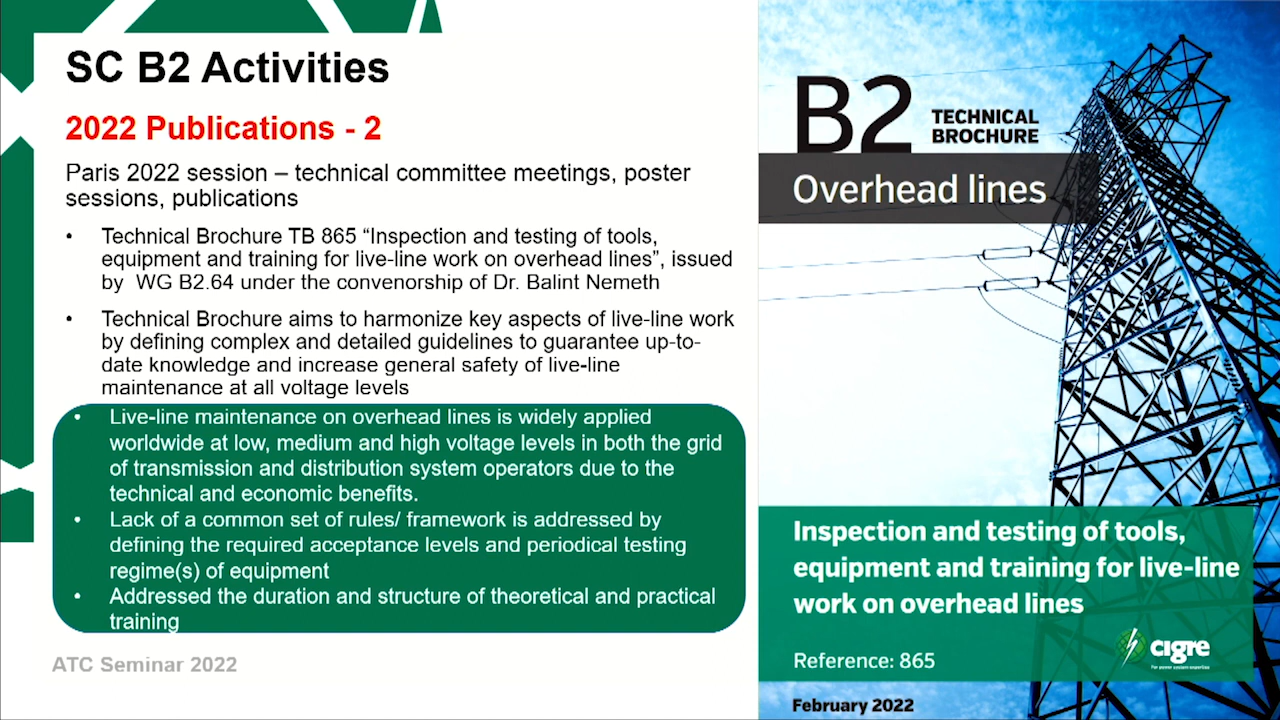 SC B2 Activities
2022 Publications - 2
Paris 2022 session – technical committee meetings, poster
sessions, publications
• Technical Brochure TB 865 “Inspection and testing of tools,
equipment and training for live-line work on overhead lines”, issued
by WG B2.64 under the convenorship of Dr. Balint Nemeth
• Technical Brochure aims to harmonize key aspects of live-line work
by defining complex and detailed guidelines to guarantee up-to-
date knowledge and increase general safety of live-line
maintenance at all voltage levels
• Live-line maintenance on overhead lines is widely applied
worldwide at low, medium and high voltage levels in both the grid
of transmission and distribution system operators due to the
technical and economic benefits.
• Lack of a common set of rules/ framework is addressed by
defining the required acceptance levels and periodical testing
regime(s) of equipment
• Addressed the duration and structure of theoretical and practical
training
ATC Seminar 2022
B2
TECHNICAL
BROCHURE
Overhead lines
Inspection and testing of tools,
equipment and training for live-line
work on overhead lines
cigre
For power system expertise
Reference: 865
February 2022